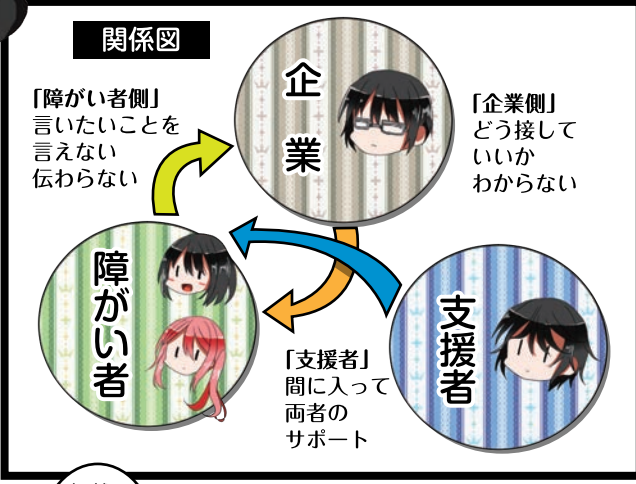 関係図
「障がい者側」
言いたいことを
言えない
伝わらない
企業
「企業側」
どう接して
いいか
わからない
障がい者
「支援者」
間に入って
両者の
サポート
支援者